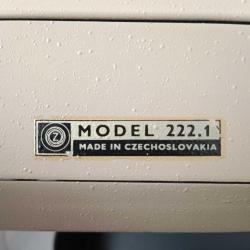 MODEL 222.1
MADE IN CZECHOSLOVAKIA